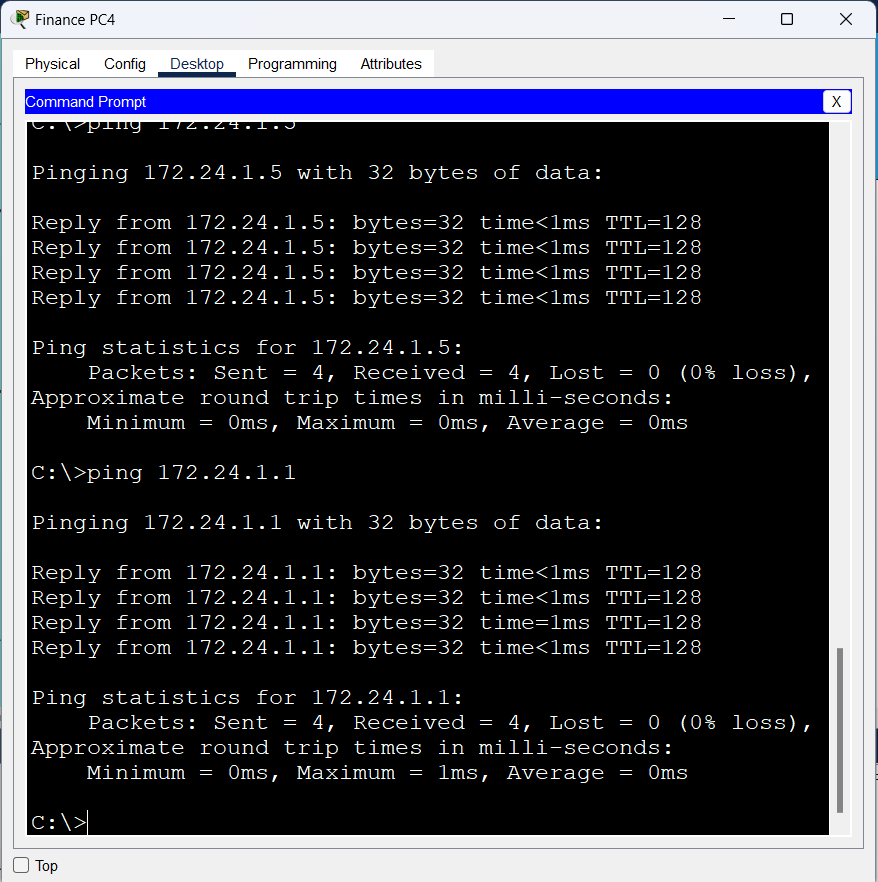 Finance PC4
Physical Config Desktop Programming Attributes
Command Prompt X
C:\>ping 172.24.1.5
Pinging 172.24.1.5 with 32 bytes of data:
Reply from 172.24.1.5: bytes=32 time<1ms TTL=128
Reply from 172.24.1.5: bytes=32 time<1ms TTL=128
Reply from 172.24.1.5: bytes=32 time<1ms TTL=128
Reply from 172.24.1.5: bytes=32 time<1ms TTL=128
Ping statistics for 172.24.1.5:
Packets: Sent = 4, Received = 4, Lost = 0 (0% loss),
Approximate round trip times in milli-seconds:
Minimum = 0ms, Maximum = 0ms, Average = 0ms
C:\>ping 172.24.1.1
Pinging 172.24.1.1 with 32 bytes of data:
Reply from 172.24.1.1: bytes=32 time<1ms TTL=128
Reply from 172.24.1.1: bytes=32 time<1ms TTL=128
Reply from 172.24.1.1: bytes=32 time=1ms TTL=128
Reply from 172.24.1.1: bytes=32 time<1ms TTL=128
Ping statistics for 172.24.1.1:
Packets: Sent = 4, Received = 4, Lost = 0 (0% loss),
Approximate round trip times in milli-seconds:
Minimum = 0ms, Maximum = 1ms, Average = 0ms
C:\>
Top